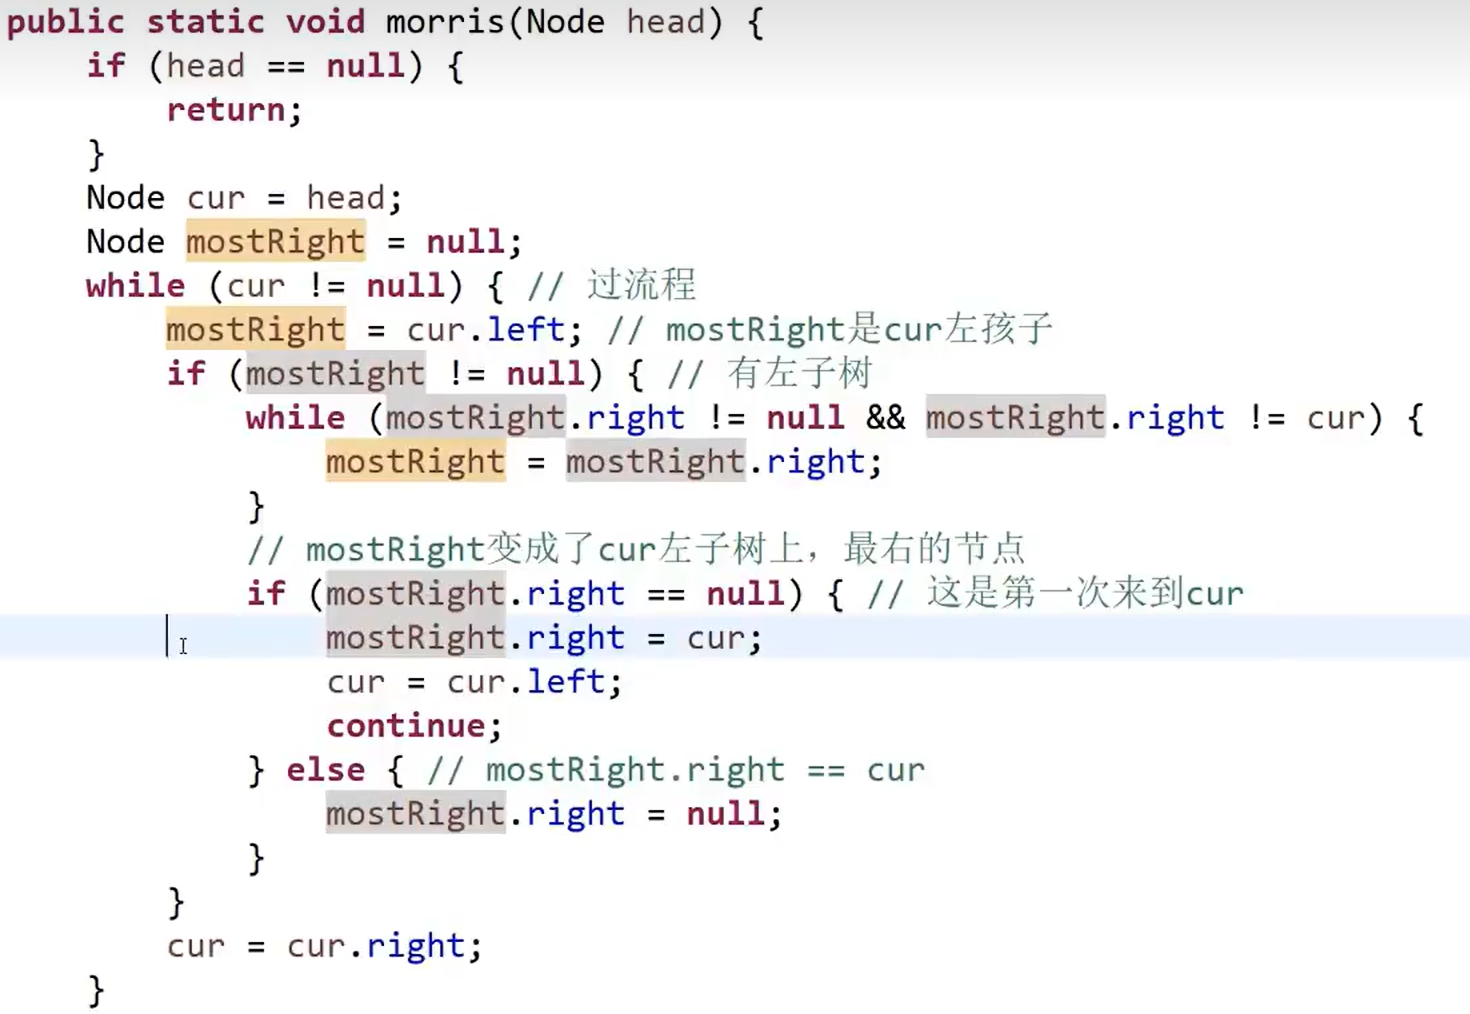 public static void morris(Node head) {
if (head == null) {
return;
}
Node cur = head;
Node mostRight = null;
while (cur != null) { // 过流程
mostRight = cur.left; // mostRight是cur左孩子
if (mostRight != null) { // 有左子树
while (mostRight.right != null && mostRight.right != cur) {
mostRight = mostRight.right;
}
// mostRight变成了cur左子树上，最右的节点
if (mostRight.right == null) { // 这是第一次来到cur
mostRight.right = cur;
cur = cur.left;
continue;
} else { // mostRight.right == cur
mostRight.right = null;
}
}
cur = cur.right;
}